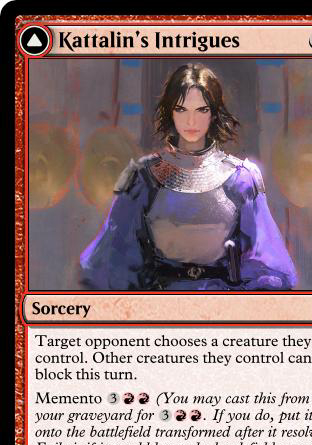 Kattalin's Intrigues
Sorcery
Target opponent chooses a creature they
control. Other creatures they control can
block this turn.
Memento 3 (You may cast this from
your graveyard for 3 . If you do, put it
onto the battlefield transformed after it resolv